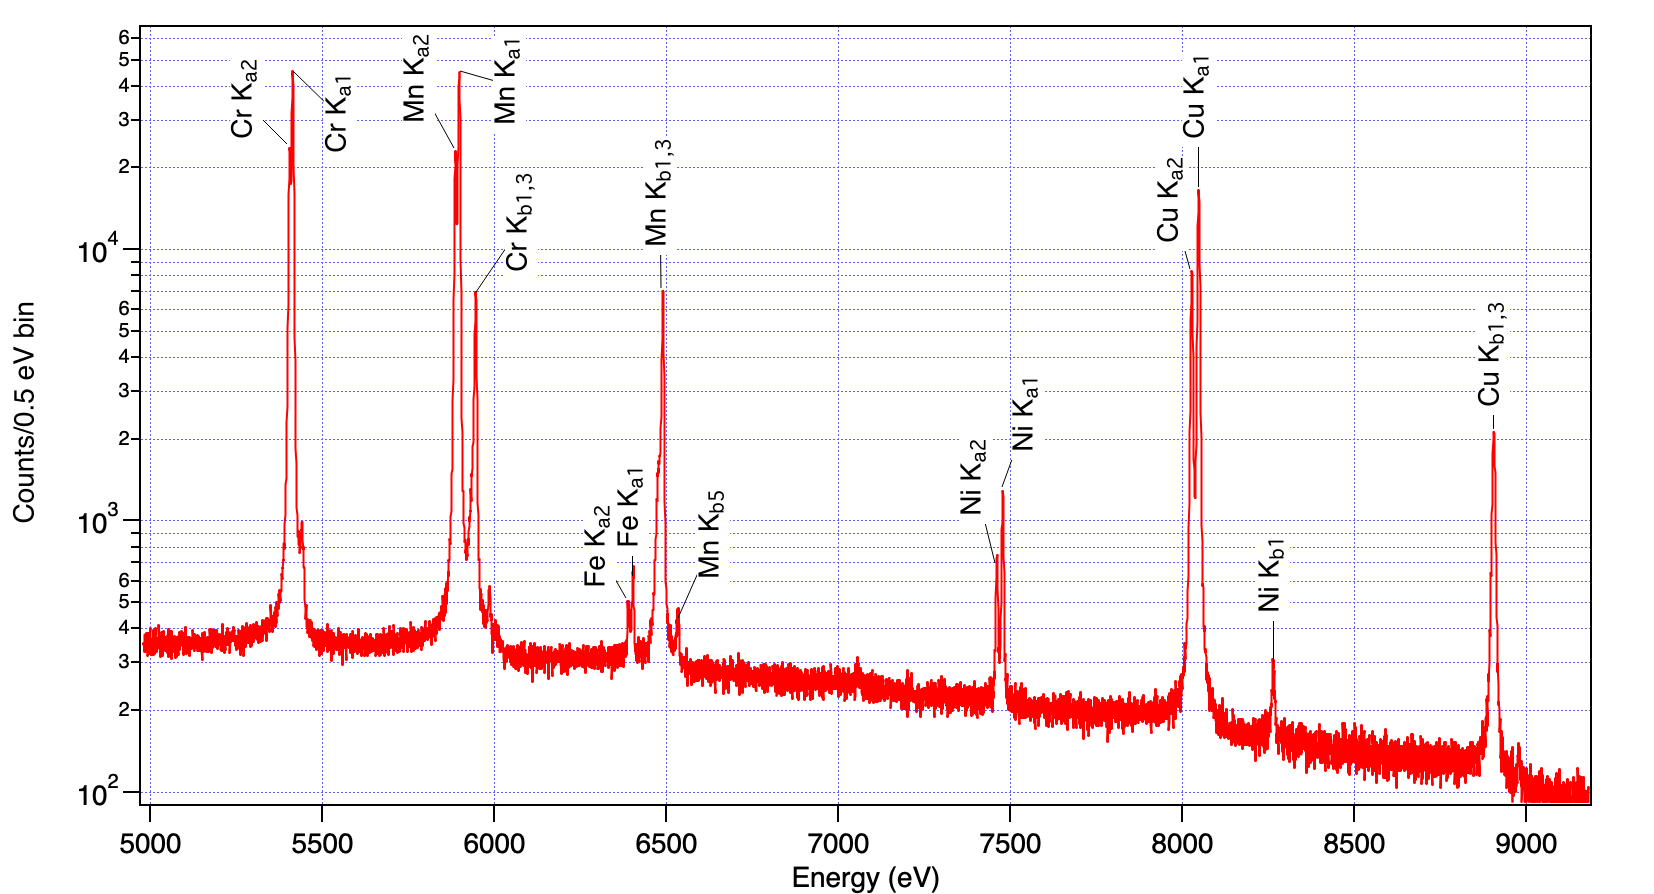 Cr Ka2
Cr Ka1
Mn Ka2
Mn Ka1
Cr Kb1,3
Mn Kb1,3
Fe Ka2
Fe Ka1
Mn Kb5
Ni Ka2
Ni Ka1
Cu Ka2
Cu Ka1
Ni Kb1
Cu Kb1,3
Counts/0.5 eV bin
6
5
4
3
2
10^4
6
5
4
3
2
10^3
6
5
4
3
2
10^2
5000 5500 6000 6500 7000 7500 8000 8500 9000
Energy (eV)